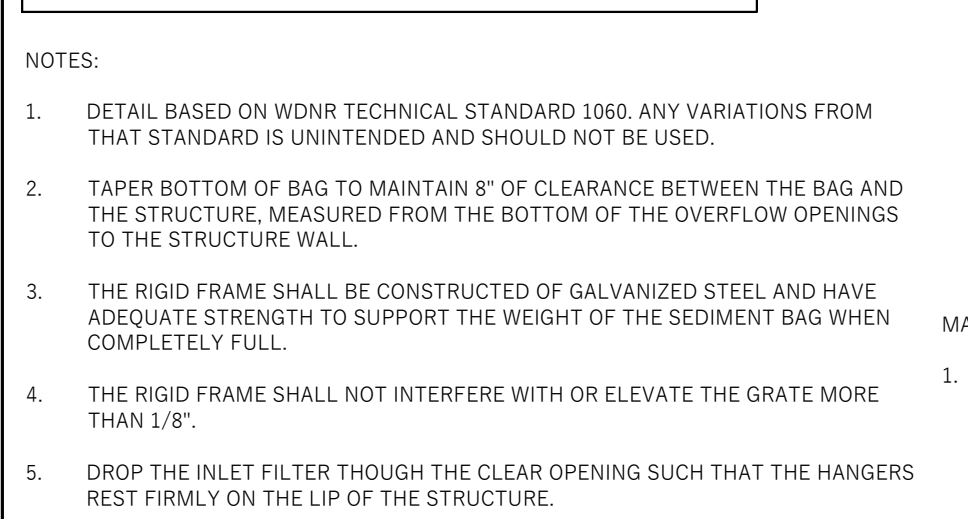 NOTES:
1. DETAIL BASED ON WDNR TECHNICAL STANDARD 1060. ANY VARIATIONS FROM
THAT STANDARD IS UNINTENDED AND SHOULD NOT BE USED.
2. TAPER BOTTOM OF BAG TO MAINTAIN 8" OF CLEARANCE BETWEEN THE BAG AND
THE STRUCTURE, MEASURED FROM THE BOTTOM OF THE OVERFLOW OPENINGS
TO THE STRUCTURE WALL.
3. THE RIGID FRAME SHALL BE CONSTRUCTED OF GALVANIZED STEEL AND HAVE
ADEQUATE STRENGTH TO SUPPORT THE WEIGHT OF THE SEDIMENT BAG WHEN
COMPLETELY FULL.
4. THE RIGID FRAME SHALL NOT INTERFERE WITH OR ELEVATE THE GRATE MORE
THAN 1/8".
5. DROP THE INLET FILTER THOUGH THE CLEAR OPENING SUCH THAT THE HANGERS
REST FIRMLY ON THE LIP OF THE STRUCTURE.
1.